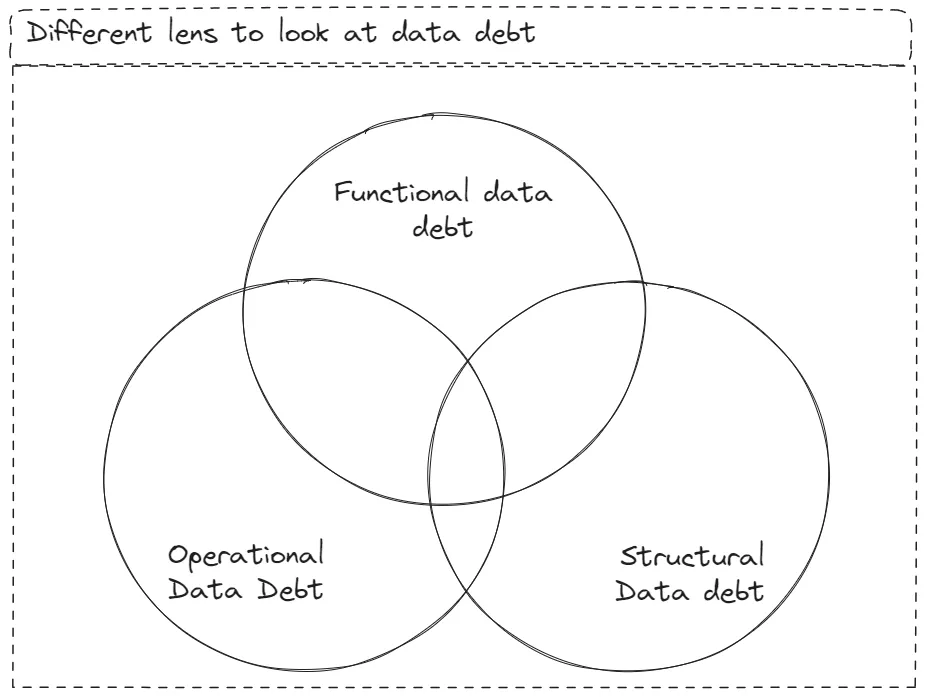 Different lens to look at data debt
Functional data
debt
Operational
Data Debt
Structural
Data debt